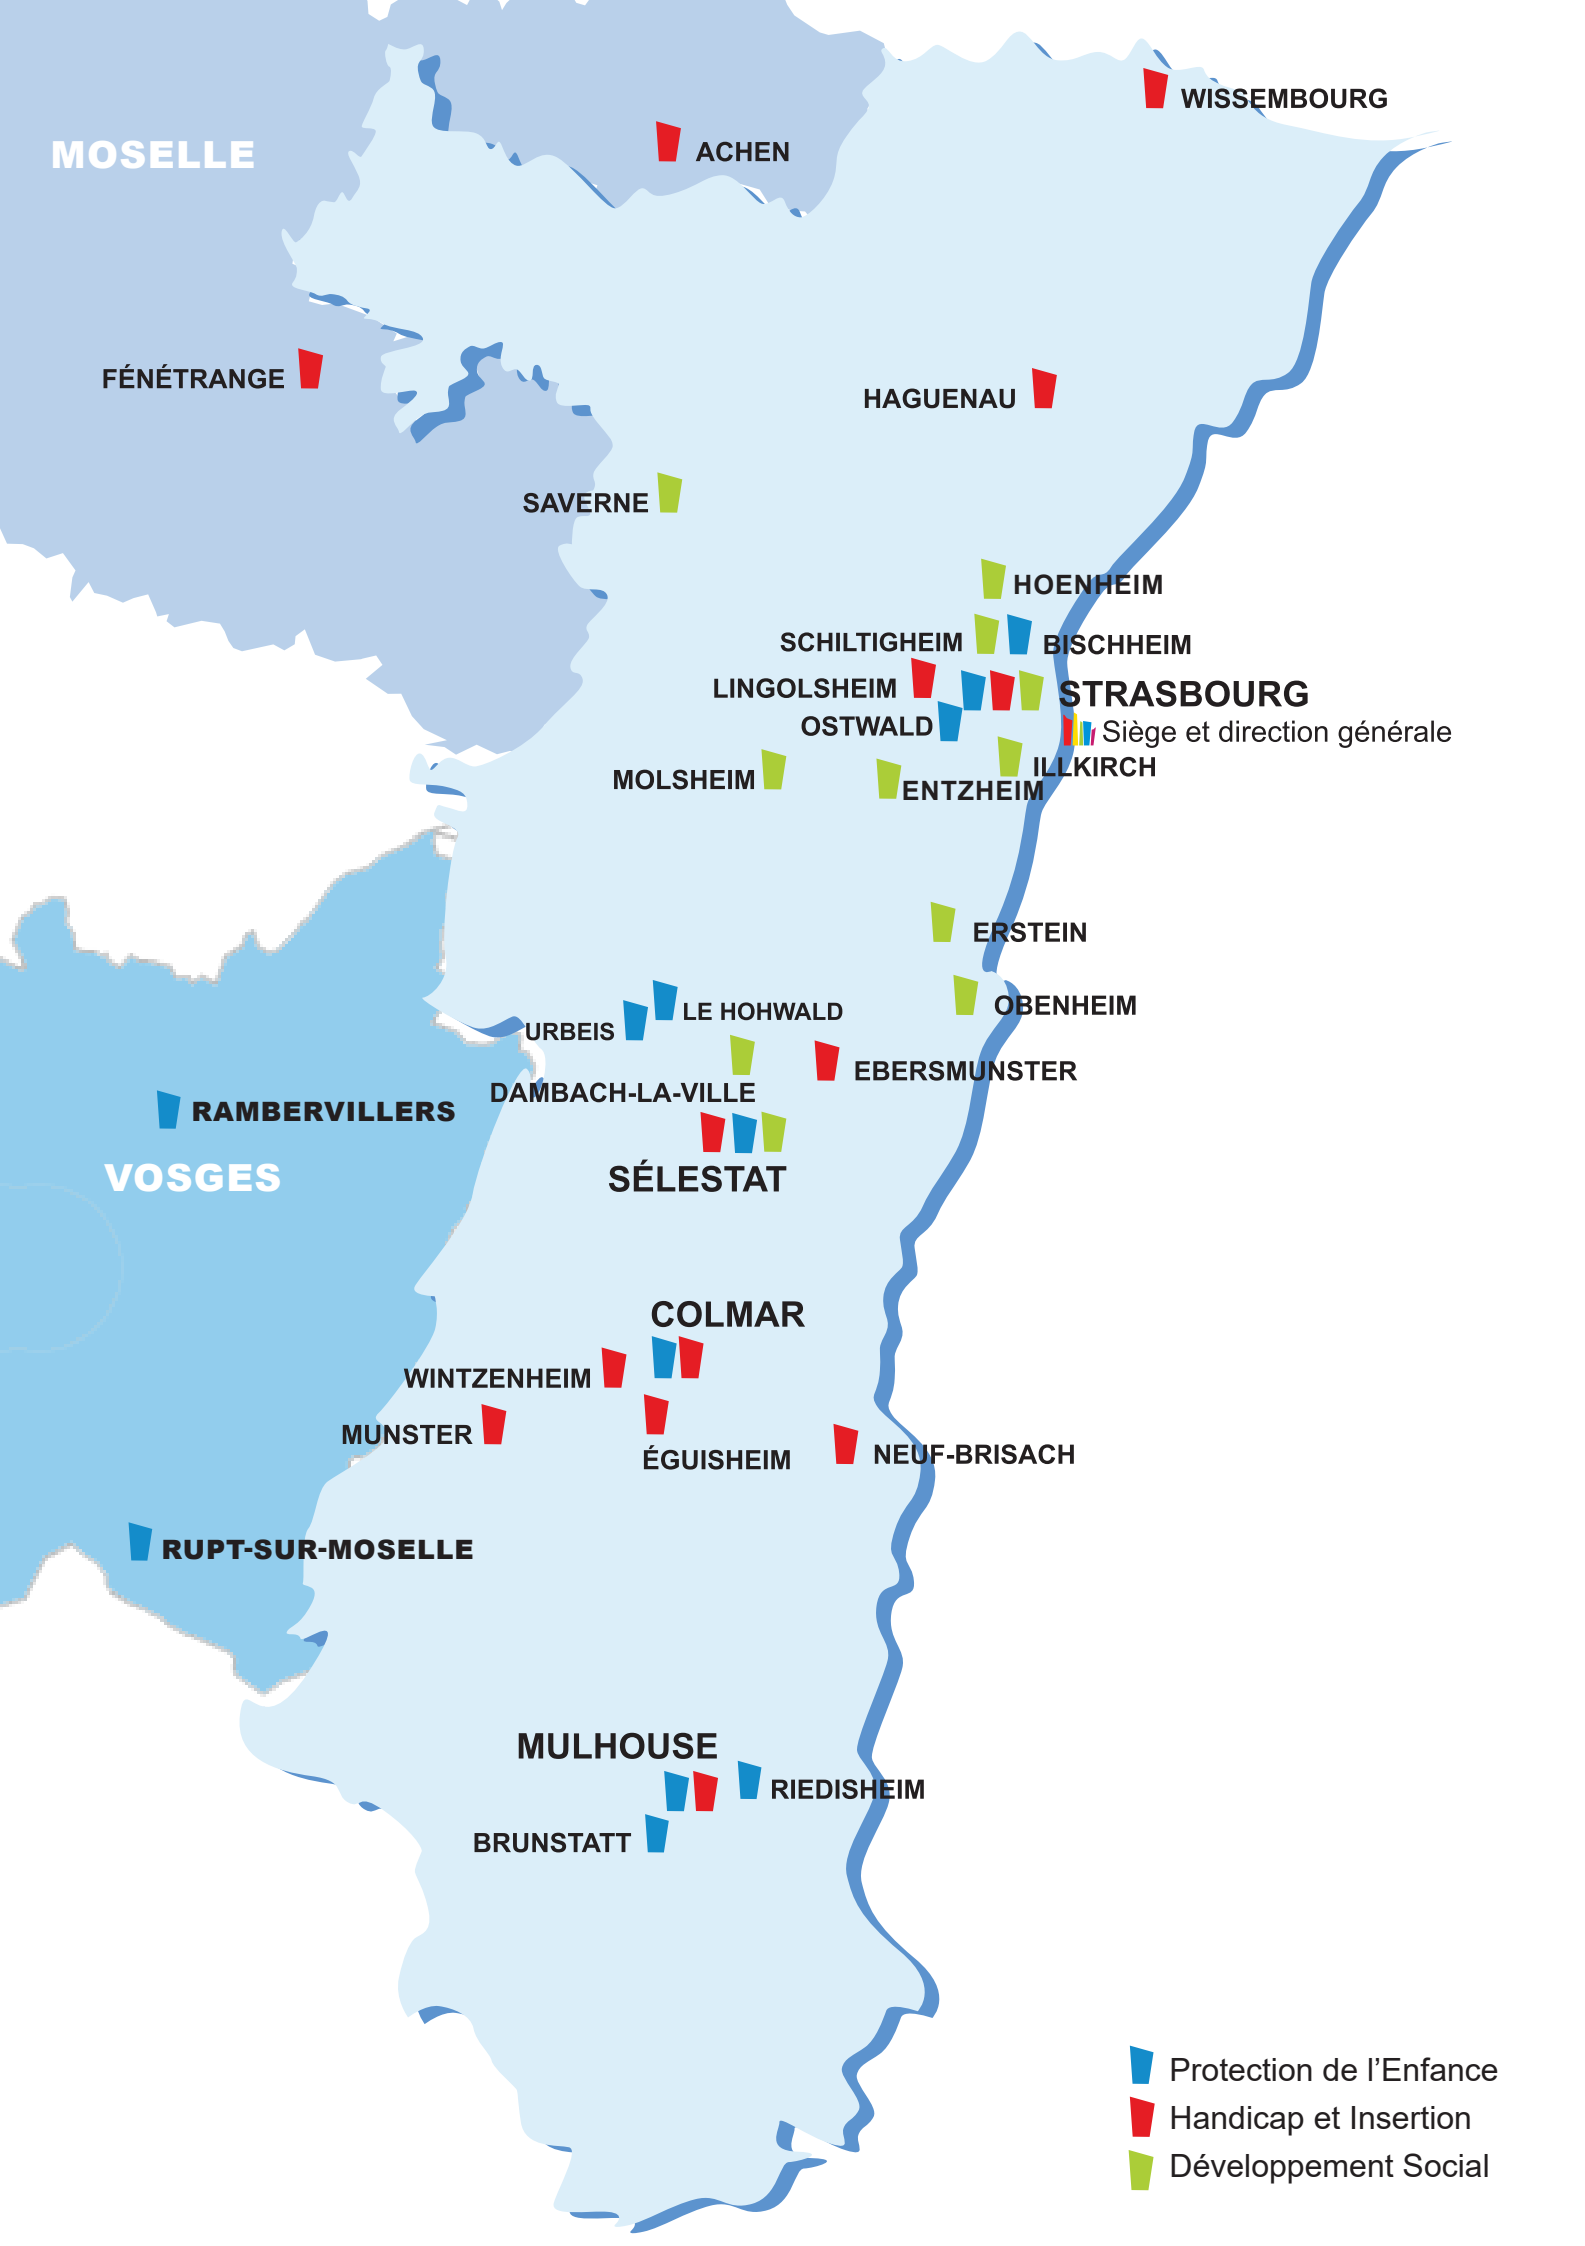 WISSEMBOURG
MOSELLE
ACHEN
FÉNÉTRANGE
HAGUENAU
SAVERNE
HOENHEIM
SCHILTIGHEIM
BISCHHEIM
LINGOLSHEIM
STRASBOURG
OSTWALD
Siège et direction générale
MOLSHEIM
ILLKIRCH
ENTZHEIM
ERSTEIN
OBENHEIM
LE HOHWALD
URBEIS
EBERSMUNSTER
DAMBACH-LA-VILLE
RAMBERVILLERS
VOSGES
SÉLESTAT
COLMAR
WINTZENHEIM
MUNSTER
ÉGUISHEIM
NEUF-BRISACH
RUPT-SUR-MOSELLE
MULHOUSE
RIEDISHEIM
BRUNSTATT
Protection de l’Enfance
Handicap et Insertion
Développement Social